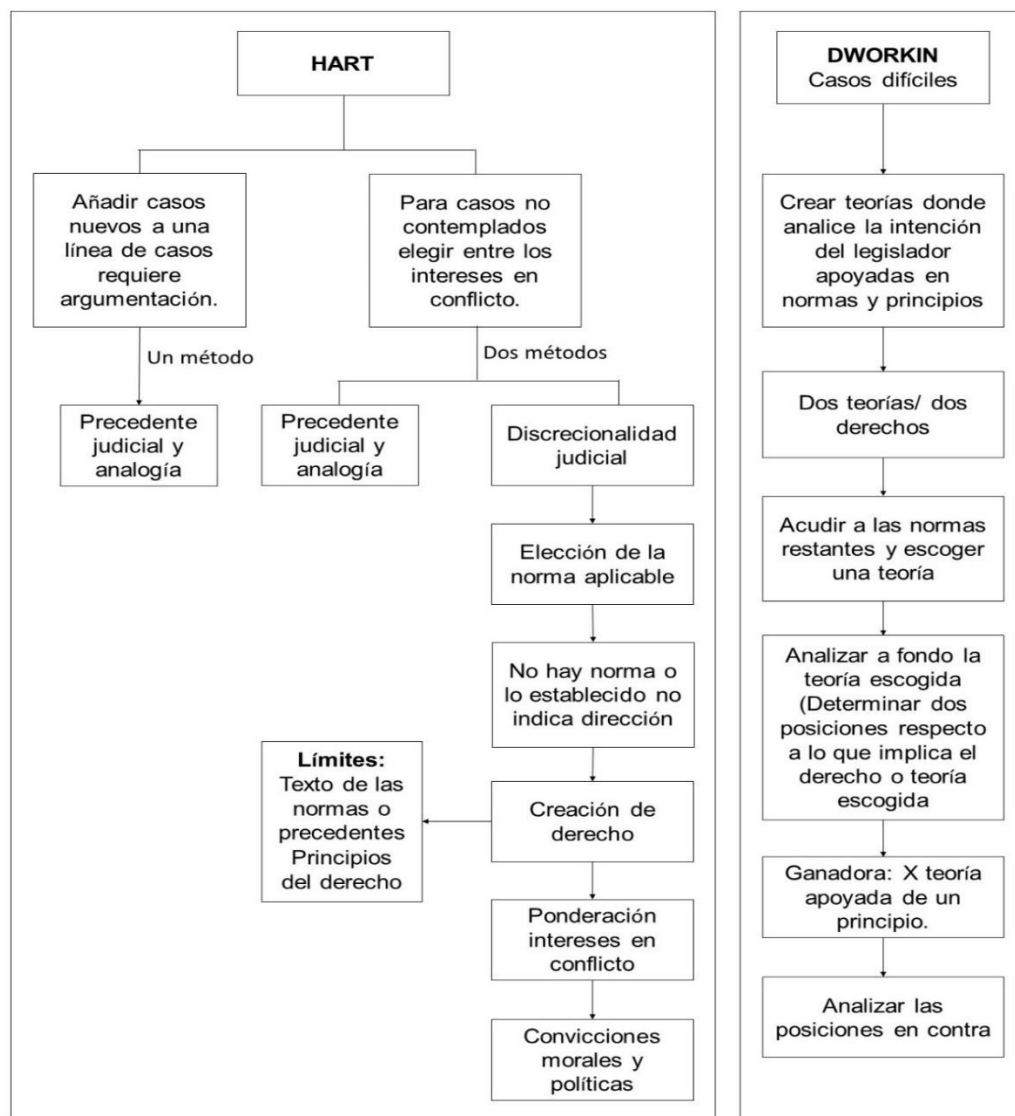 HART
Añadir casos
nuevos a una
línea de casos
requiere
argumentación.
Para casos no
contemplados
elegir entre los
intereses en
conflicto.
Un método
Dos métodos
Precedente
judicial y
analogía
Precedente
judicial y
analogía
Discrecionalidad
judicial
Elección de la
norma aplicable
No hay norma o
lo establecido no
indica dirección
Límites:
Texto de las
normas o
precedentes
Principios
del derecho
Creación de
derecho
Ponderación
intereses en
conflicto
Convicciones
morales y
políticas
DWORKIN
Casos difíciles
Crear teorías donde
analice la intención
del legislador
apoyadas en
normas y principios
Dos teorías/ dos
derechos
Acudir a las normas
restantes y escoger
una teoría
Analizar a fondo la
teoría escogida
(Determinar dos
posiciones respecto
a lo que implica el
derecho o teoría
escogida
Ganadora: X teoría
apoyada de un
principio.
Analizar las
posiciones en contra